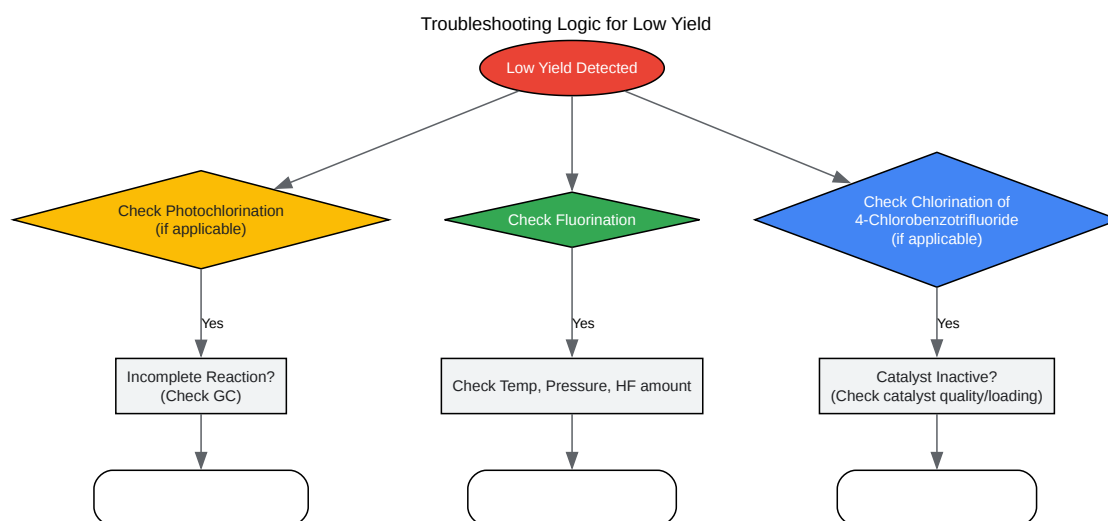 Troubleshooting Logic for Low Yield
Low Yield Detected
Check Photochlorination
(if applicable)
Check Fluorination
Check Chlorination of
4-Chlorobenzotrifluoride
(if applicable)
Yes
Yes
Yes
Incomplete Reaction?
(Check GC)
Check Temp, Pressure, HF amount
Catalyst Inactive?
(Check catalyst quality/loading)